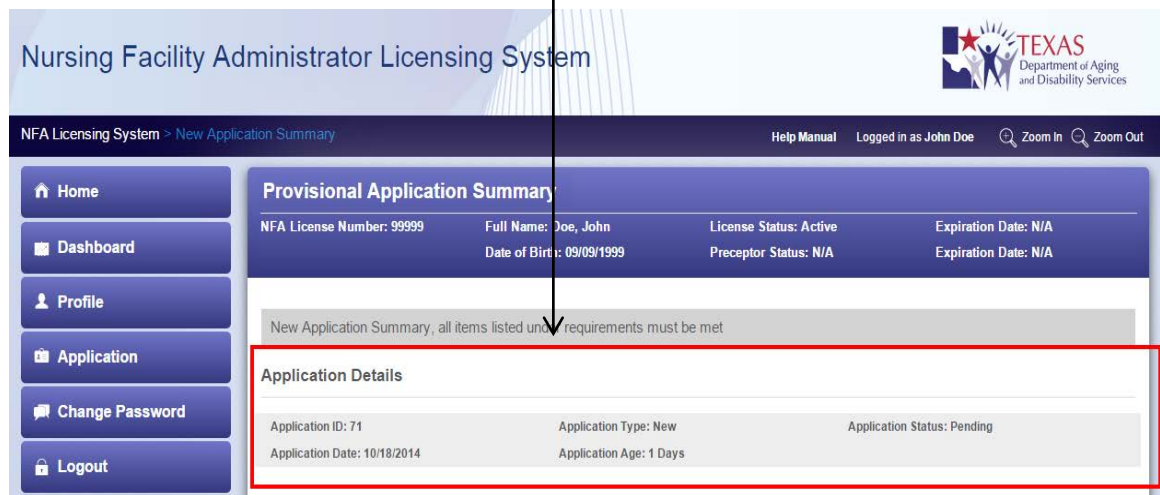 Nursing Facility Administrator Licensing System
TEXAS
Department of Aging
and Disability Services
NFA Licensing System > New Application Summary
Help Manual Logged in as John Doe Zoom In Zoom Out
Home
Dashboard
Profile
Application
Change Password
Logout
Provisional Application Summary
NFA License Number: 99999 Full Name: Doe, John License Status: Active Expiration Date: N/A
Date of Birth: 09/09/1999 Preceptor Status: N/A Expiration Date: N/A
New Application Summary, all items listed under requirements must be met
Application Details
Application ID: 71 Application Type: New Application Status: Pending
Application Date: 10/18/2014 Application Age: 1 Days